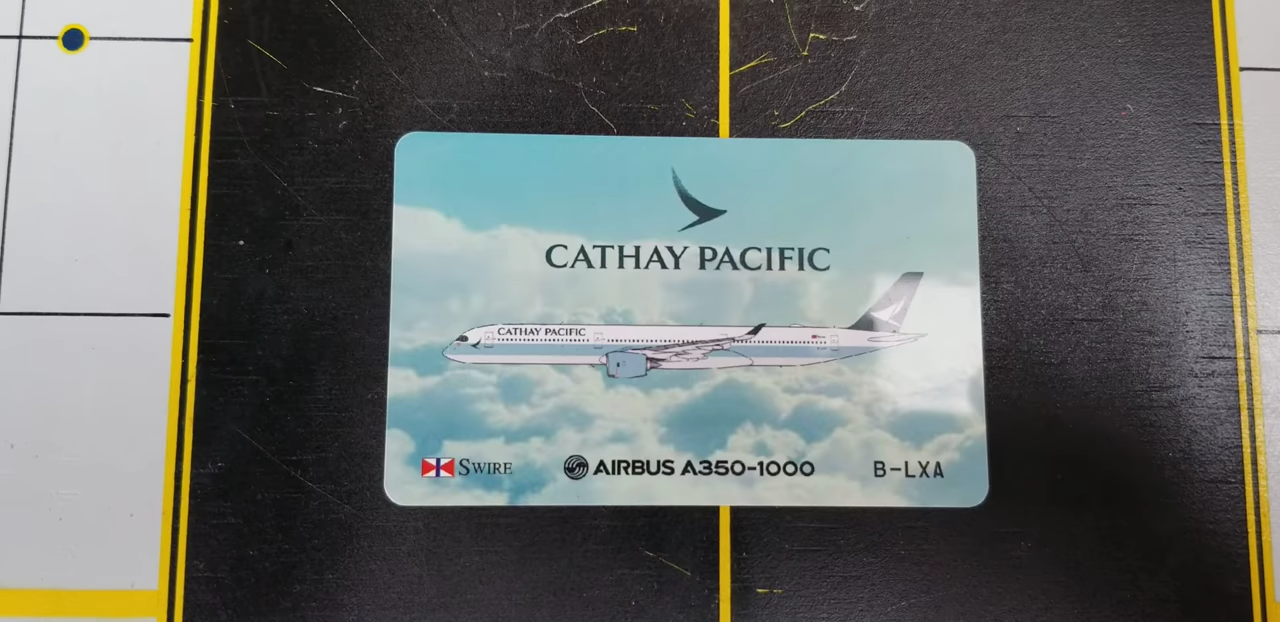 CATHAY PACIFIC
CATHAY PACIFIC
SWIRE
AIRBUS A350-1000
B-LXA